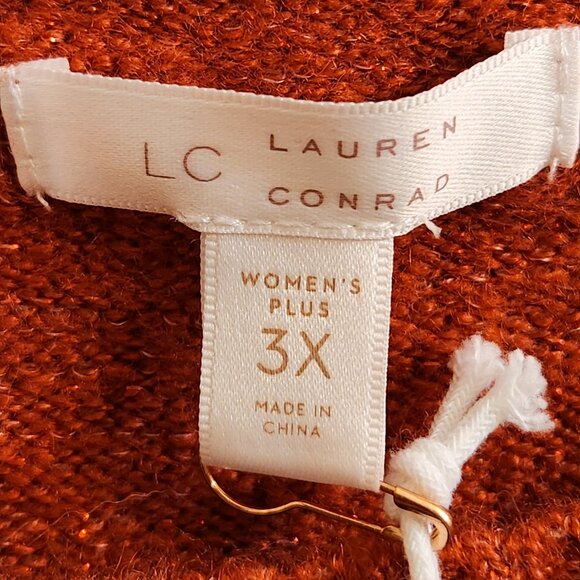 LC LAUREN
CONRAD
WOMEN'S
PLUS
3X
MADE IN
CHINA